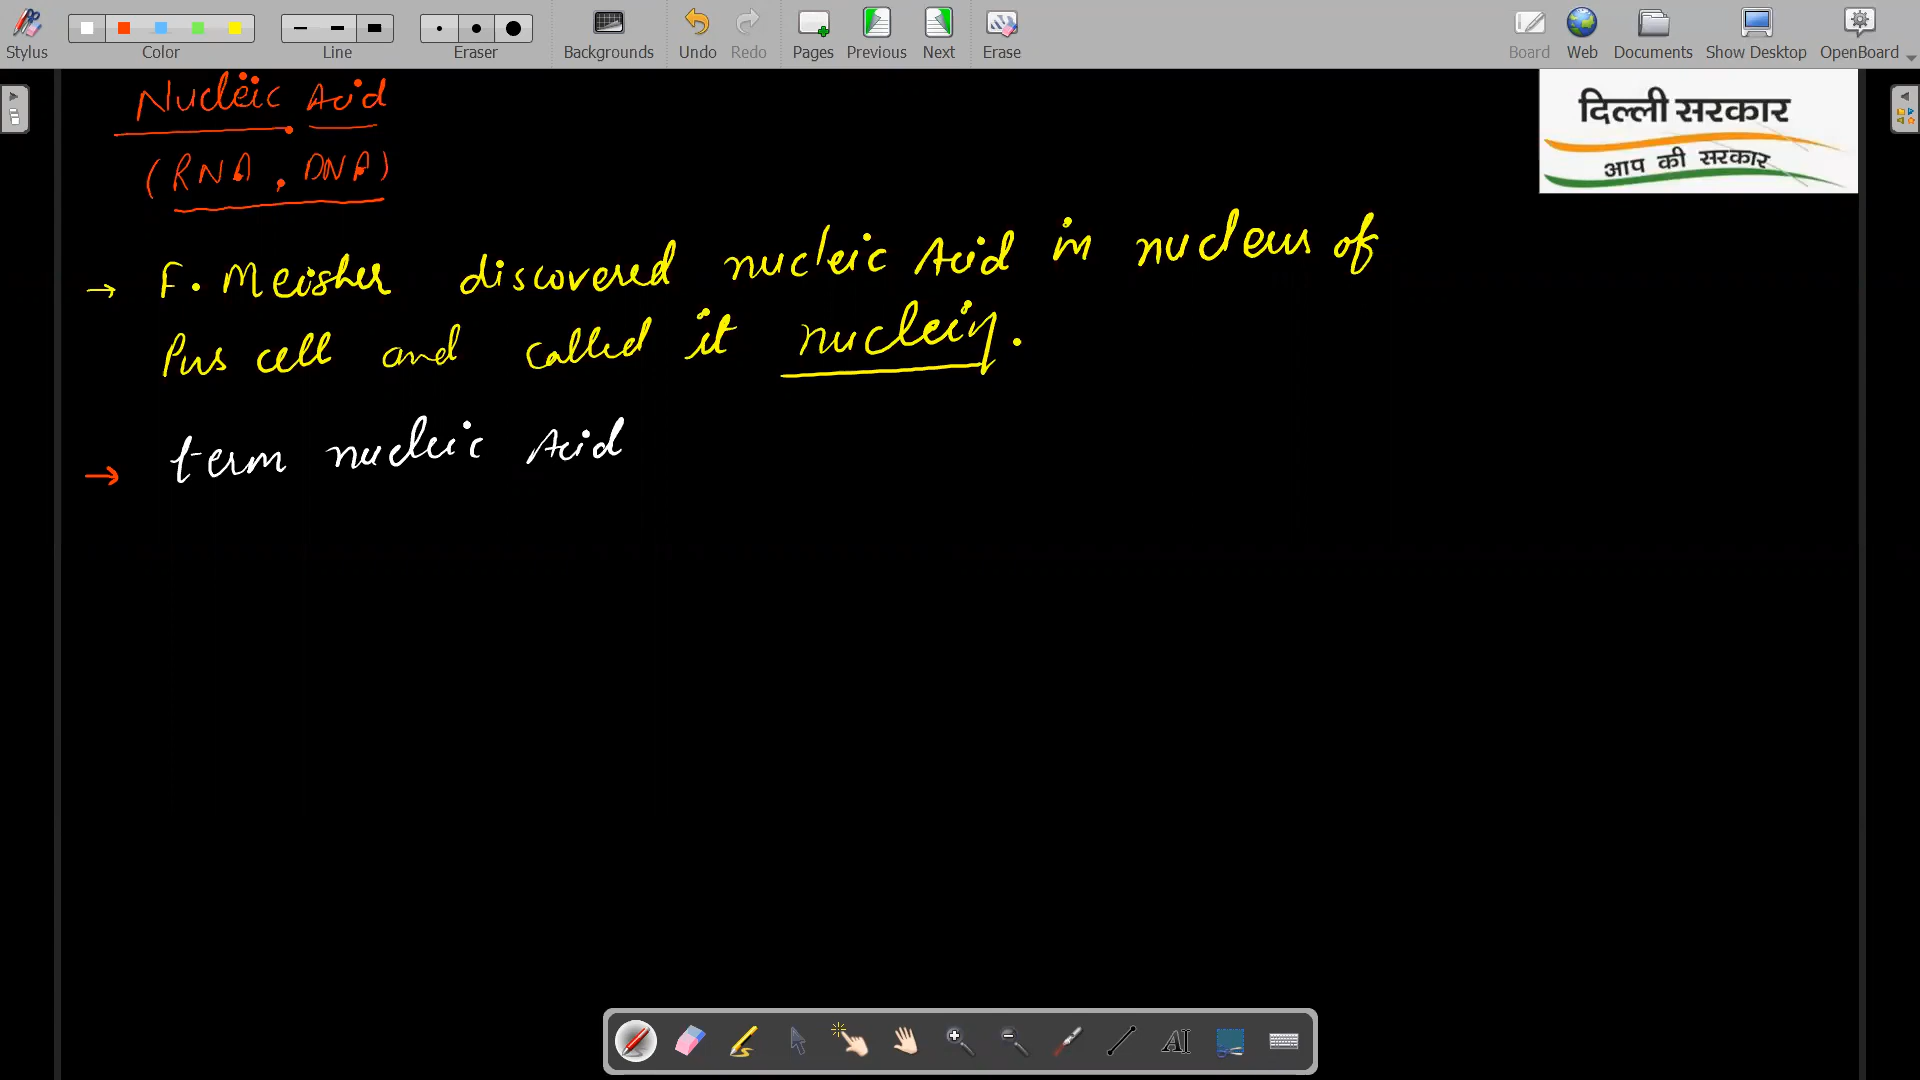 Stylus Color Line Eraser Backgrounds Undo Redo Pages Previous Next Erase Board Web Documents Show Desktop OpenBoard
Nucleic Acid
(RNA, DNA)
दिल्ली सरकार
आप की सरकार
→ F. Meisher discovered nucleic Acid in nucleus of
Pus cell and called it nuclein.
→ term nucleic Acid